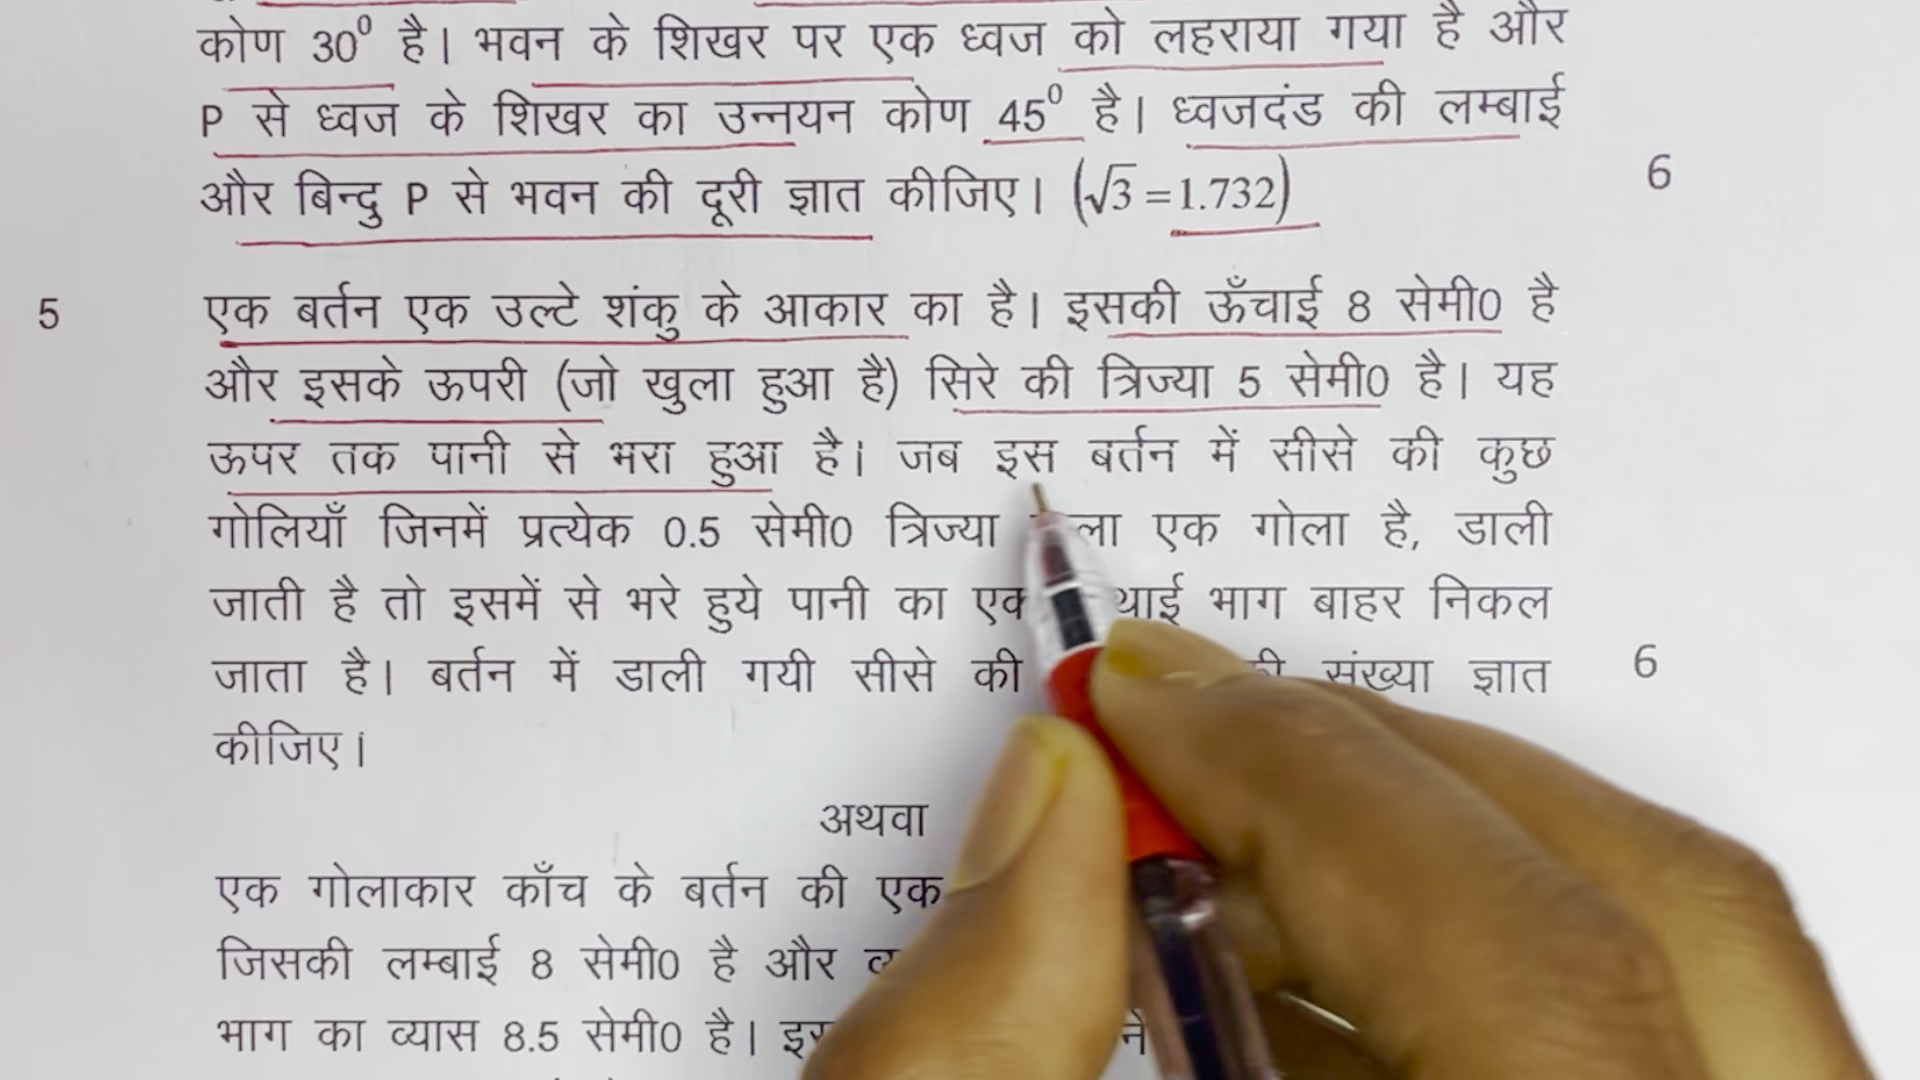 कोण 30⁰ है। भवन के शिखर पर एक ध्वज को लहराया गया है और
P से ध्वज के शिखर का उन्नयन कोण 45⁰ है। ध्वजदंड की लम्बाई
और बिन्दु P से भवन की दूरी ज्ञात कीजिए। (√3 = 1.732) 6
5 एक बर्तन एक उल्टे शंकु के आकार का है। इसकी ऊँचाई 8 सेमी0 है
और इसके ऊपरी (जो खुला हुआ है) सिरे की त्रिज्या 5 सेमी0 है। यह
ऊपर तक पानी से भरा हुआ है। जब इस बर्तन में सीसे की कुछ
गोलियाँ जिनमें प्रत्येक 0.5 सेमी0 त्रिज्या एक गोला है, डाली
जाती है तो इसमें से भरे हुये पानी का भाग बाहर निकल
जाता है। बर्तन में डाली गयी सीसे की संख्या ज्ञात 6
कीजिए।
अथवा
एक गोलाकार काँच के बर्तन की एक
जिसकी लम्बाई 8 सेमी0 है और
भाग का व्यास 8.5 सेमी0 है।